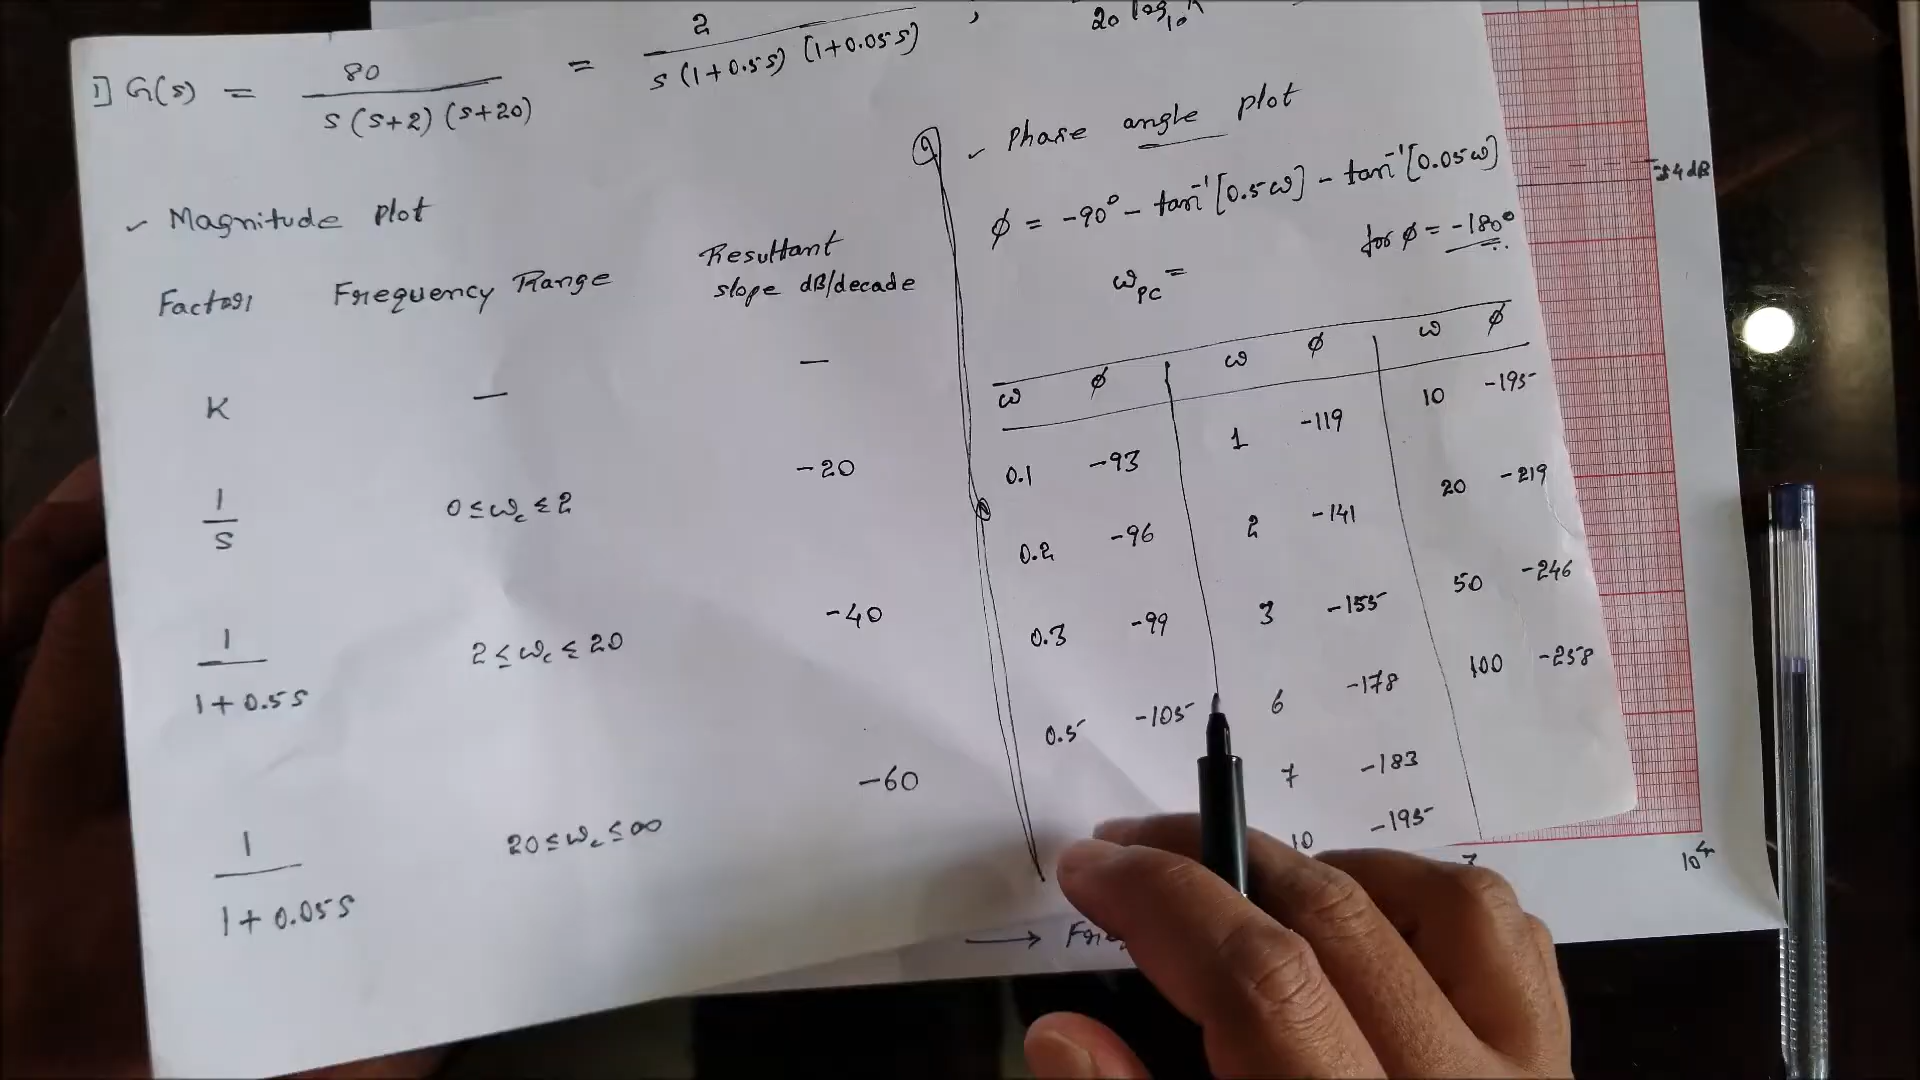 1] G(s) = 80 / s(s+2)(s+20) = 2 / s(1+0.5s)(1+0.05s) ,
20 log10 K
✓ Magnitude plot
Factor Frequency Range Resultant slope dB/decade
K — —
1/s 0≤ωc≤2 -20
1/1+0.5s 2≤ωc≤20 -40
1/1+0.05s 20≤ωc≤∞ -60
✓ Phase angle plot
ϕ = -90° - tan⁻¹[0.5ω] - tan⁻¹[0.05ω]
ωpc = for ϕ = -180°
ω ϕ ω ϕ ω ϕ
0.1 -93 1 -119 10 -195
0.2 -96 2 -141 20 -219
0.3 -99 3 -155 50 -246
0.5 -105 6 -178 100 -258
7 -183
10 -195
10⁴